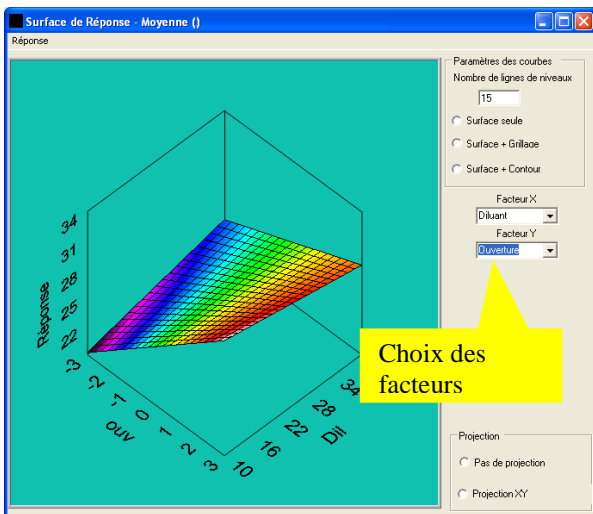 Surface de Réponse - Moyenne ()
Réponse
Paramètres des courbes
Nombre de lignes de niveaux
15
Surface seule
Surface + Grillage
Surface + Contour
Facteur X
Diluant
Facteur Y
Ouverture
Choix des
facteurs
Projection
Pas de projection
Projection XY
Réponse
34
31
28
25
22
-3
-2
-1
0
1
2
3
ouv
10
16
22
28
34
Dil